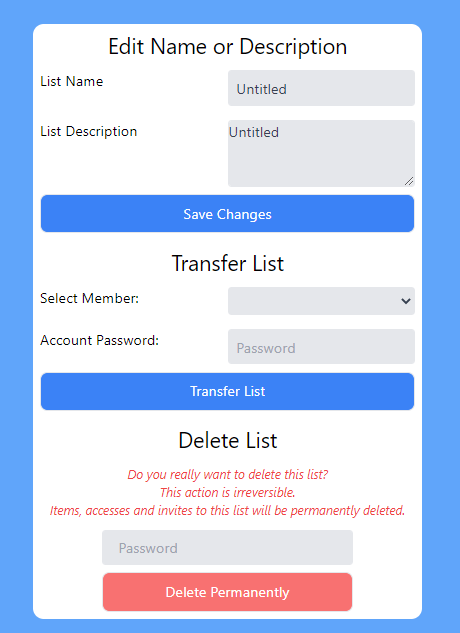 Edit Name or Description
List Name
Untitled
List Description
Untitled
Save Changes
Transfer List
Select Member:
Account Password:
Password
Transfer List
Delete List
Do you really want to delete this list?
This action is irreversible.
Items, accesses and invites to this list will be permanently deleted.
Password
Delete Permanently